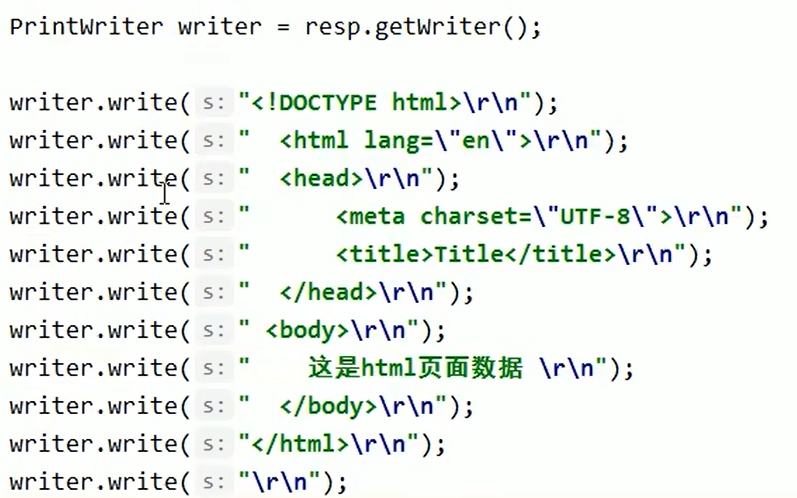 PrintWriter writer = resp.getWriter();
writer.write( s: "<!DOCTYPE html>\r\n");
writer.write( s: "  <html lang=\"en\">\r\n");
writer.write( s: "  <head>\r\n");
writer.write( s: "      <meta charset=\"UTF-8\">\r\n");
writer.write( s: "      <title>Title</title>\r\n");
writer.write( s: "  </head>\r\n");
writer.write( s: " <body>\r\n");
writer.write( s: "    这是html页面数据 \r\n");
writer.write( s: "  </body>\r\n");
writer.write( s: "</html>\r\n");
writer.write( s: "\r\n");